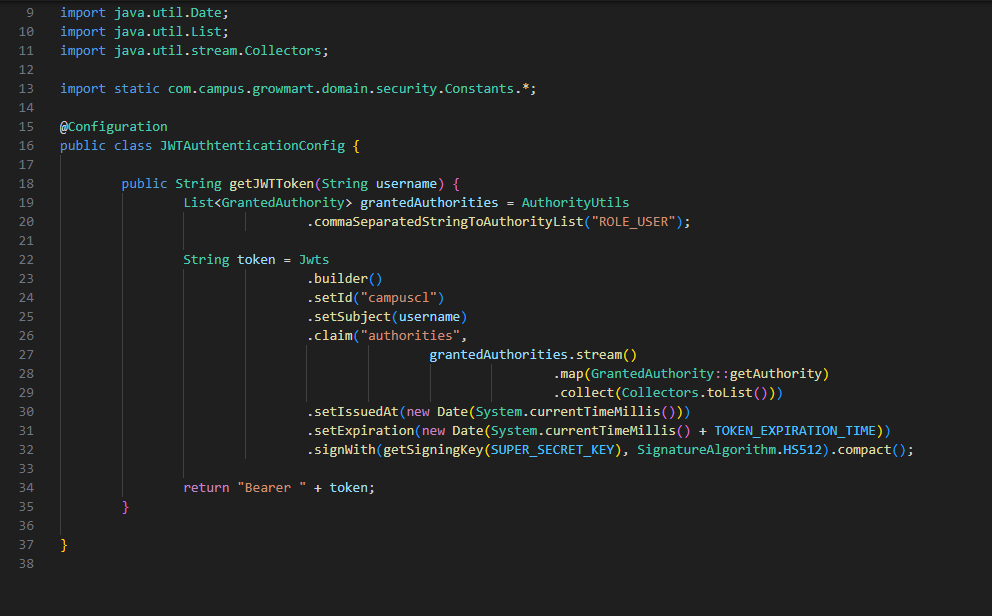 9 import java.util.Date;
10 import java.util.List;
11 import java.util.stream.Collectors;
12
13 import static com.campus.growmart.domain.security.Constants.*;
14
15 @Configuration
16 public class JWTAuthtenticationConfig {
17
18 public String getJWTToken(String username) {
19 List<GrantedAuthority> grantedAuthorities = AuthorityUtils
20 .commaSeparatedStringToAuthorityList("ROLE_USER");
21
22 String token = Jwts
23 .builder()
24 .setId("campuscl")
25 .setSubject(username)
26 .claim("authorities",
27 grantedAuthorities.stream()
28 .map(GrantedAuthority::getAuthority)
29 .collect(Collectors.toList()))
30 .setIssuedAt(new Date(System.currentTimeMillis()))
31 .setExpiration(new Date(System.currentTimeMillis() + TOKEN_EXPIRATION_TIME))
32 .signWith(getSigningKey(SUPER_SECRET_KEY), SignatureAlgorithm.HS512).compact();
33
34 return "Bearer " + token;
35 }
36
37 }
38